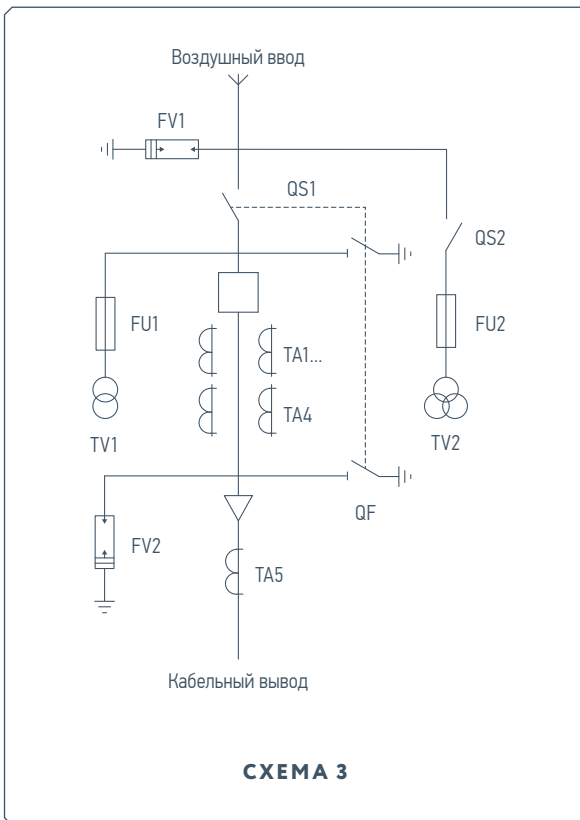 Воздушный ввод
FV1
QS1
QS2
FU1
FU2
TA1...
TA4
TV1
TV2
QF
FV2
TA5
Кабельный вывод
СХЕМА 3